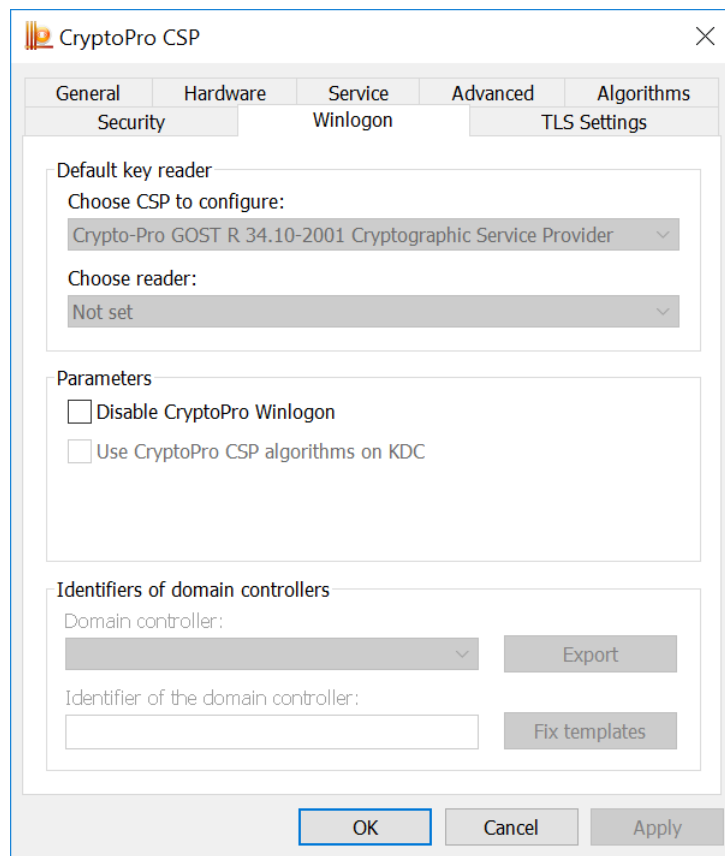 CryptoPro CSP
General Hardware Service Advanced Algorithms
Security Winlogon TLS Settings
Default key reader
Choose CSP to configure:
Crypto-Pro GOST R 34.10-2001 Cryptographic Service Provider
Choose reader:
Not set
Parameters
Disable CryptoPro Winlogon
Use CryptoPro CSP algorithms on KDC
Identifiers of domain controllers
Domain controller:
Export
Identifier of the domain controller:
Fix templates
OK Cancel Apply